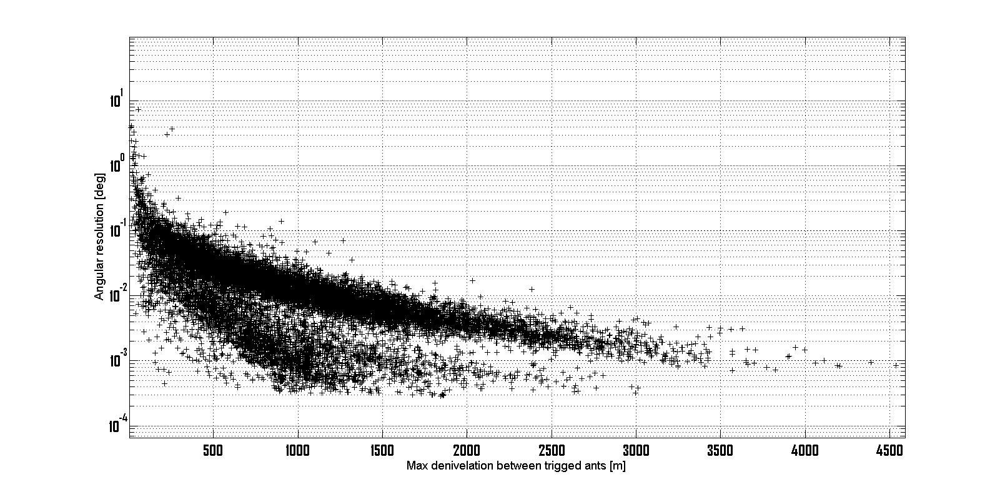 Angular resolution [deg]
10^1
10^0
10^-1
10^-2
10^-3
10^-4
500 1000 1500 2000 2500 3000 3500 4000 4500
Max denivelation between trigged ants [m]